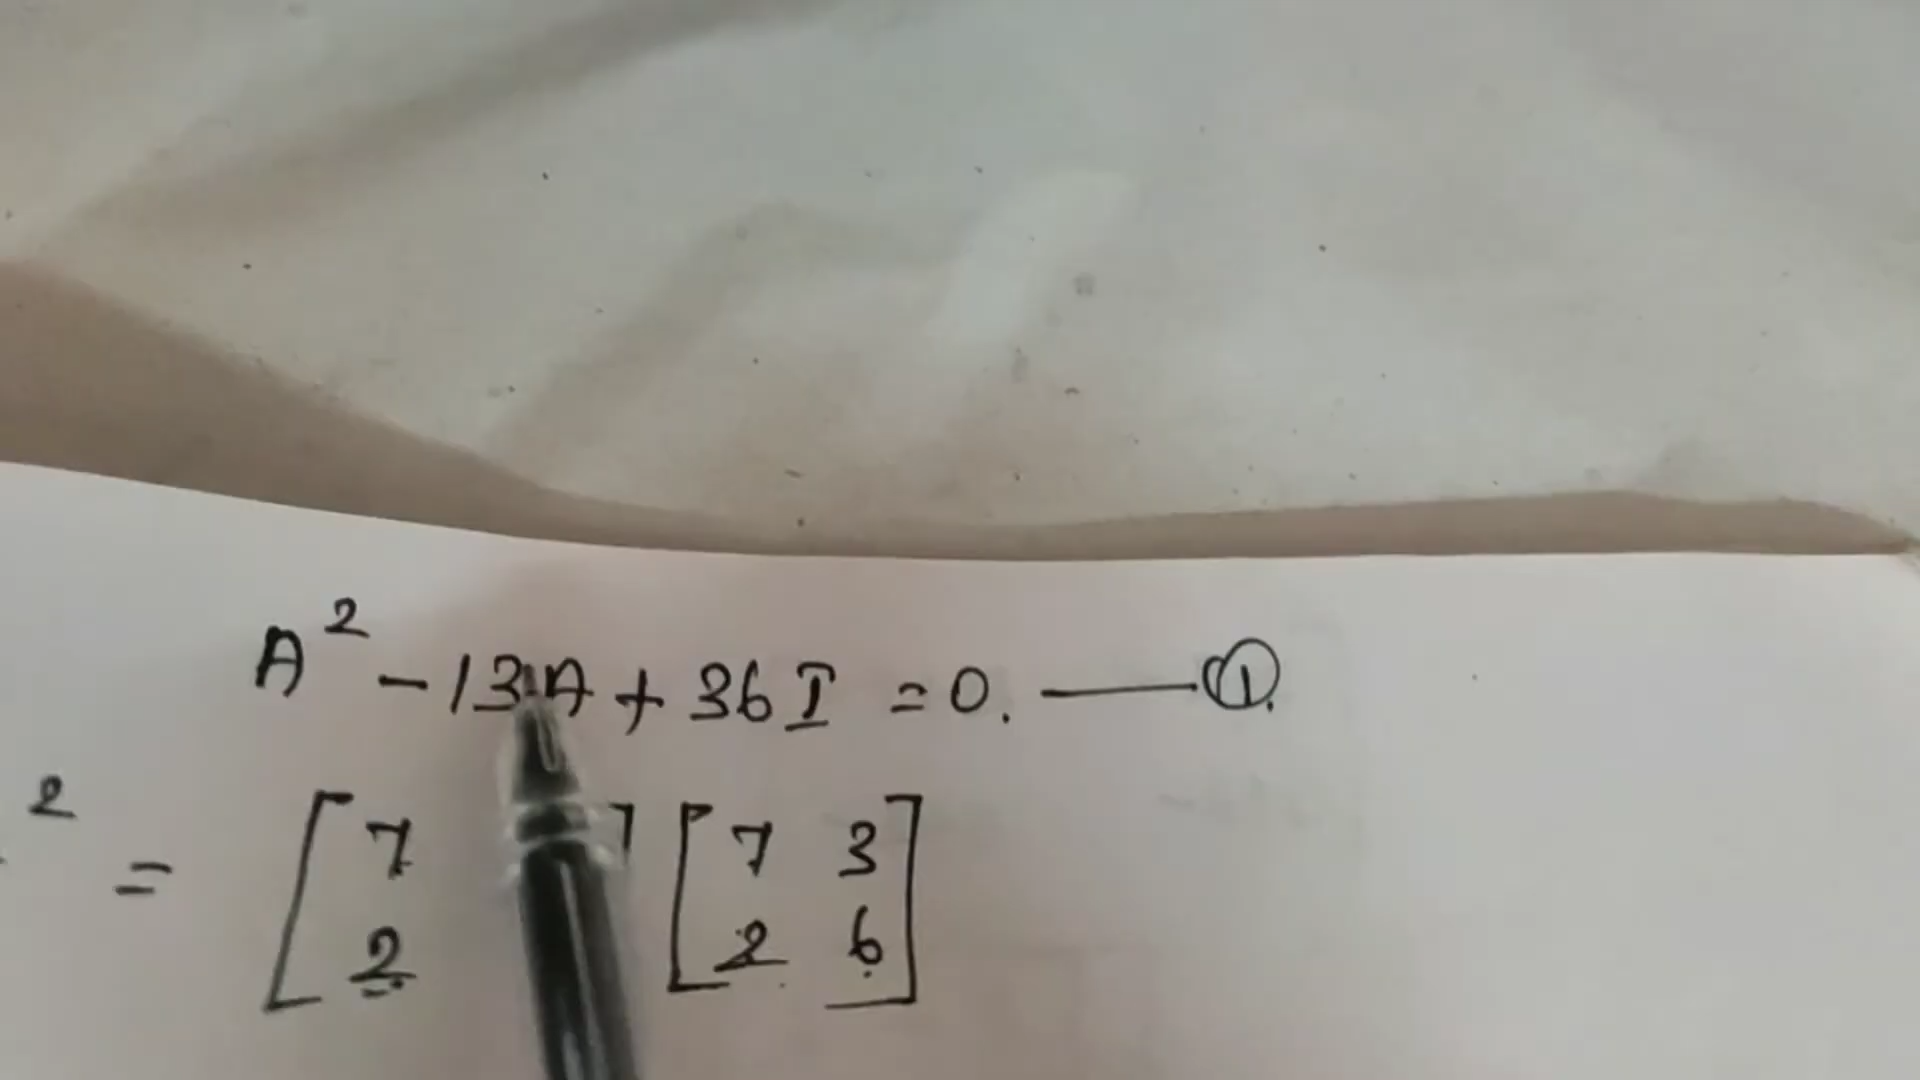 A² - 13A + 36I = 0. — ①.
² = [7
2 ] [7 3
2 6]